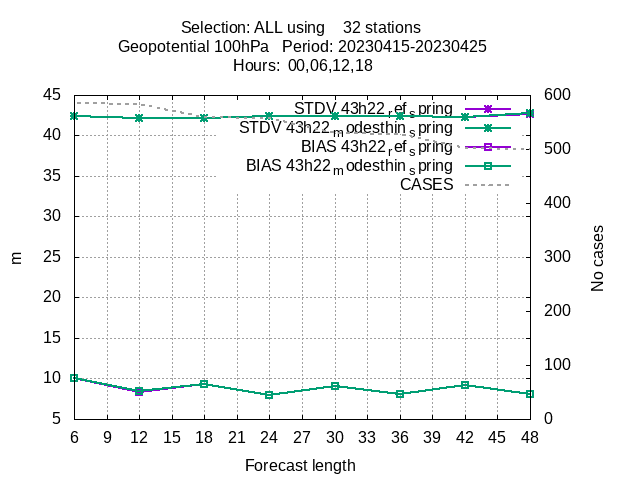 Selection: ALL using    32 stations
Geopotential 100hPa   Period: 20230415-20230425
Hours:  00,06,12,18
STDV 43h22_ref_spring
STDV 43h22_modesthin_spring
BIAS 43h22_ref_spring
BIAS 43h22_modesthin_spring
CASES
45
40
35
30
25
20
15
10
5
m
600
500
400
300
200
100
0
No cases
6 9 12 15 18 21 24 27 30 33 36 39 42 45 48
Forecast length